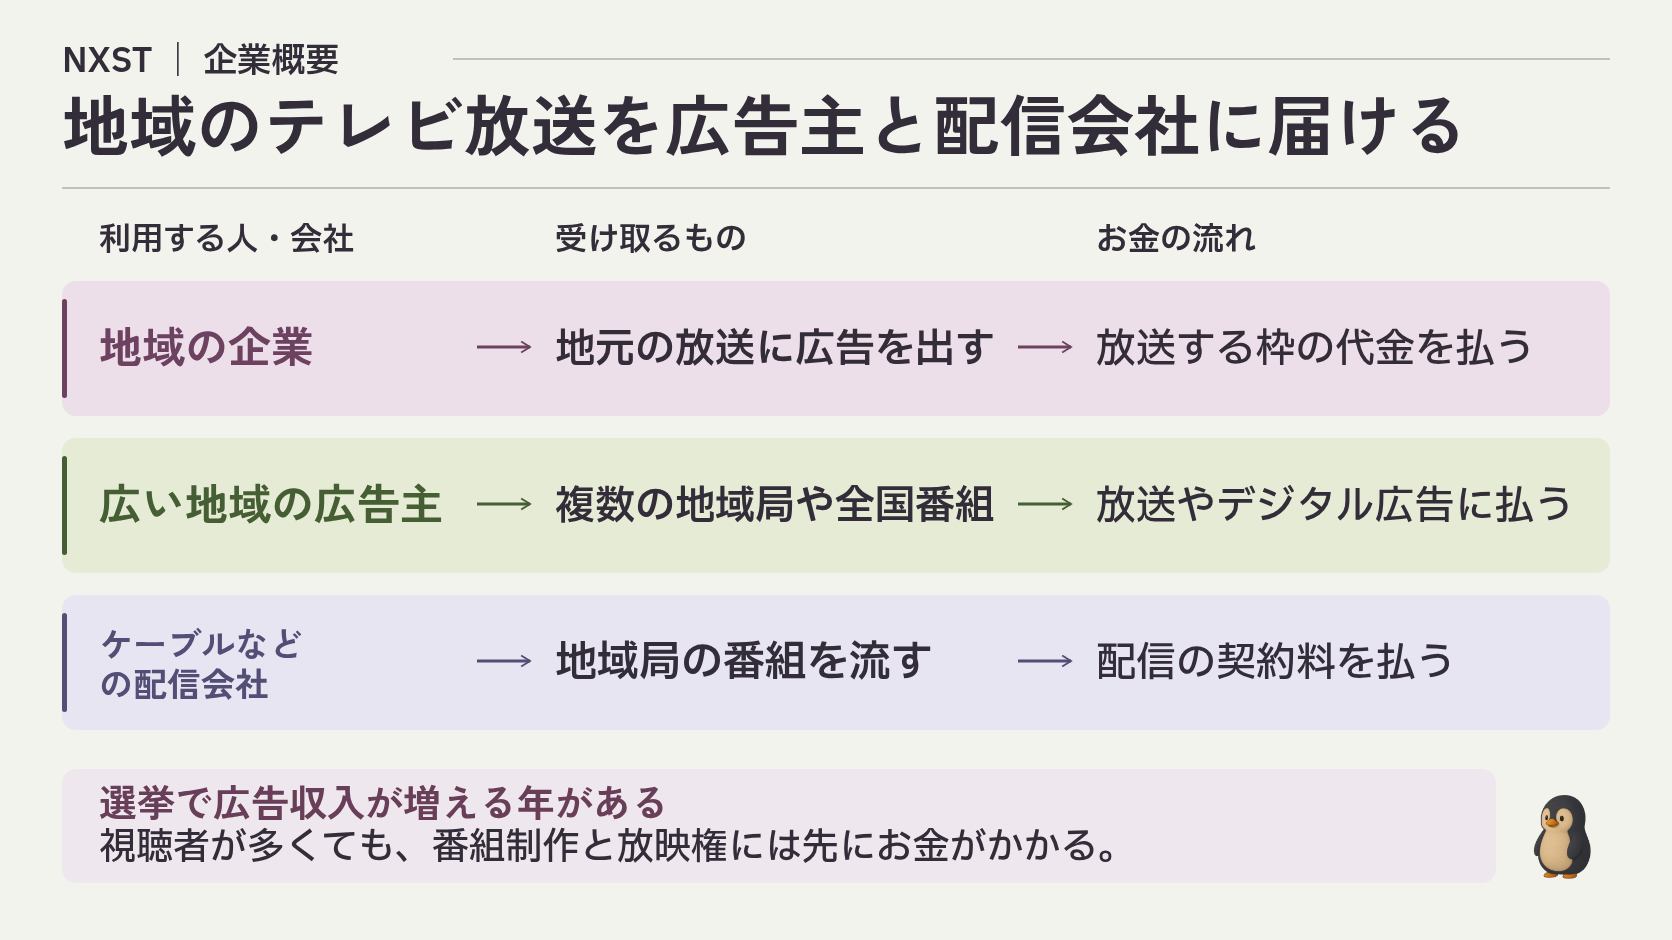 NXST｜企業概要
地域のテレビ放送を広告主と配信会社に届ける
利用する人・会社 受け取るもの お金の流れ
地域の企業 → 地元の放送に広告を出す → 放送する枠の代金を払う
広い地域の広告主 → 複数の地域局や全国番組 → 放送やデジタル広告に払う
ケーブルなど
の配信会社 → 地域局の番組を流す → 配信の契約料を払う
選挙で広告収入が増える年がある
視聴者が多くても、番組制作と放映権には先にお金がかかる。